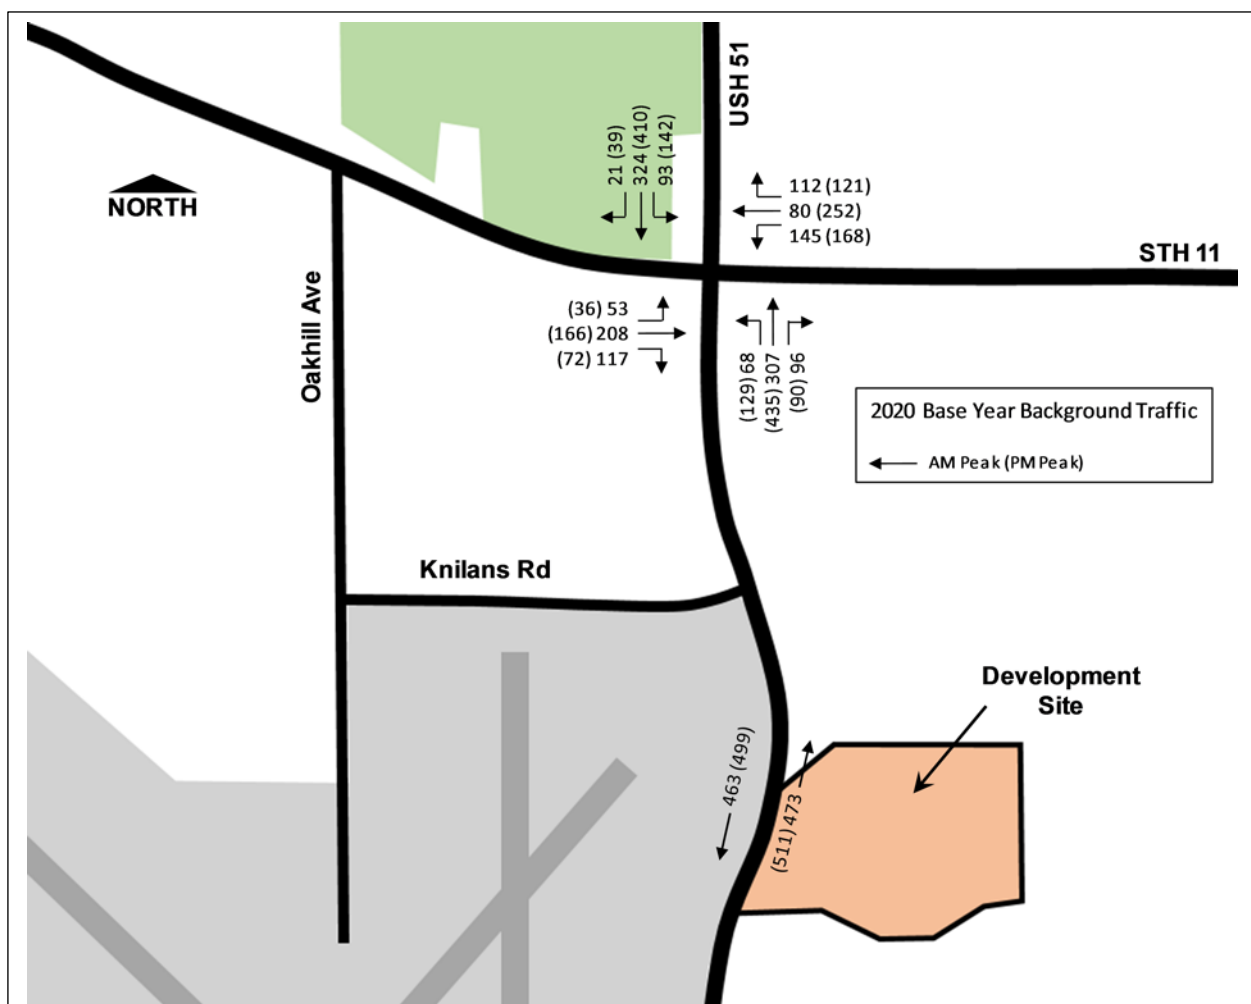 USH 51
21 (39)
324 (410)
93 (142)
112 (121)
80 (252)
145 (168)
NORTH
STH 11
Oakhill Ave
(36) 53
(166) 208
(72) 117
(129) 68
(435) 307
(90) 96
2020 Base Year Background Traffic
AM Peak (PM Peak)
Knilans Rd
Development
Site
463 (499)
(511) 473